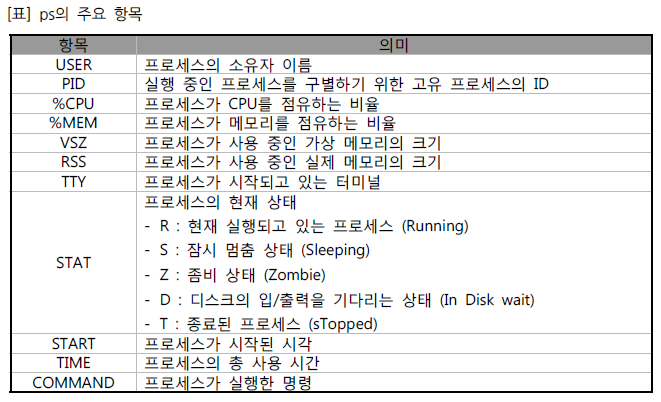 [표] ps의 주요 항목
항목 의미
USER 프로세스의 소유자 이름
PID 실행 중인 프로세스를 구별하기 위한 고유 프로세스의 ID
%CPU 프로세스가 CPU를 점유하는 비율
%MEM 프로세스가 메모리를 점유하는 비율
VSZ 프로세스가 사용 중인 가상 메모리의 크기
RSS 프로세스가 사용 중인 실제 메모리의 크기
TTY 프로세스가 시작되고 있는 터미널
프로세스의 현재 상태
- R : 현재 실행되고 있는 프로세스 (Running)
- S : 잠시 멈춤 상태 (Sleeping)
STAT
- Z : 좀비 상태 (Zombie)
- D : 디스크의 입/출력을 기다리는 상태 (In Disk wait)
- T : 종료된 프로세스 (sTopped)
START 프로세스가 시작된 시각
TIME 프로세스의 총 사용 시간
COMMAND 프로세스가 실행한 명령